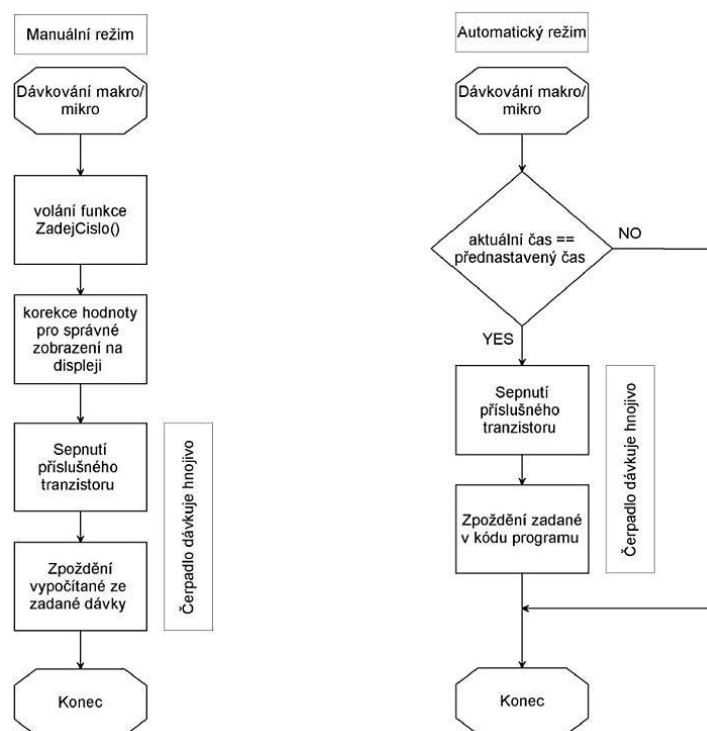 Manuální režim
Dávkování makro/
mikro
volání funkce
ZadejCislo()
korekce hodnoty
pro správné
zobrazení na
displeji
Sepnutí
příslušného
tranzistoru
Zpoždění
vypočítané ze
zadané dávky
Čerpadlo dávkuje hnojivo
Konec
Automatický režim
Dávkování makro/
mikro
aktuální čas ==
přednastavený čas
NO
YES
Sepnutí
příslušného
tranzistoru
Zpoždění zadané
v kódu programu
Čerpadlo dávkuje hnojivo
Konec